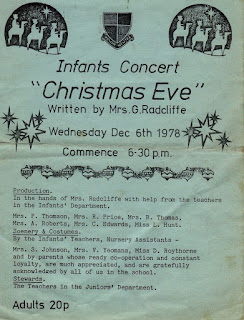 Infants Concert
"Christmas Eve"
Written by Mrs.G.Radcliffe
Wednesday Dec 6th 1978
Commence 6-30 p.m.
Production.
In the hands of Mrs. Radcliffe with help from the teachers
in the Infants' Department.
Mrs. F. Thomson, Mrs. R. Price, Mrs. B. Thomas,
Mrs. A. Roberts, Mrs. C. Edwards, Miss L. Hunt.
Scenery & Costumes.
By the Infants' Teachers, Nursery Assistants -
Mrs. S. Johnson, Mrs. V. Yeomans, Miss D. Roythorne
and by parents whose ready co-operation and constant
loyalty, are much appreciated, and are gratefully
acknowledged by all of us in the school.
Stewards.
The Teachers in the Juniors' Department.
Adults 20p